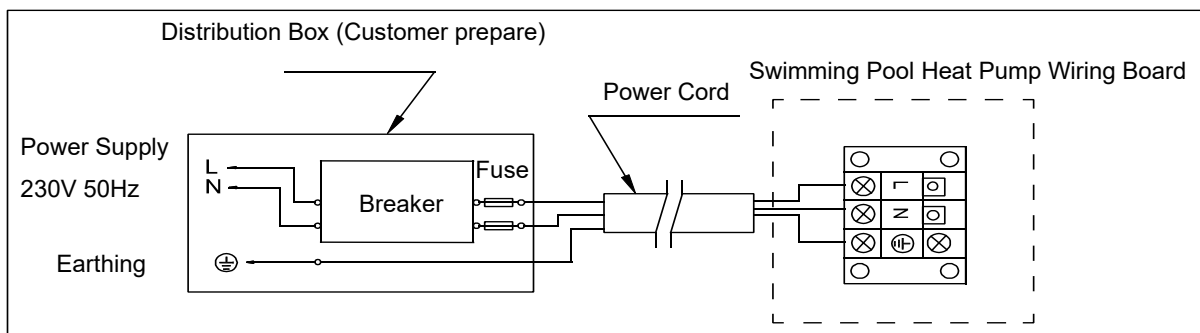 Distribution Box (Customer prepare)
Swimming Pool Heat Pump Wiring Board
Power Cord
Power Supply
230V 50Hz
L
N
Fuse
Breaker
Earthing
L
N